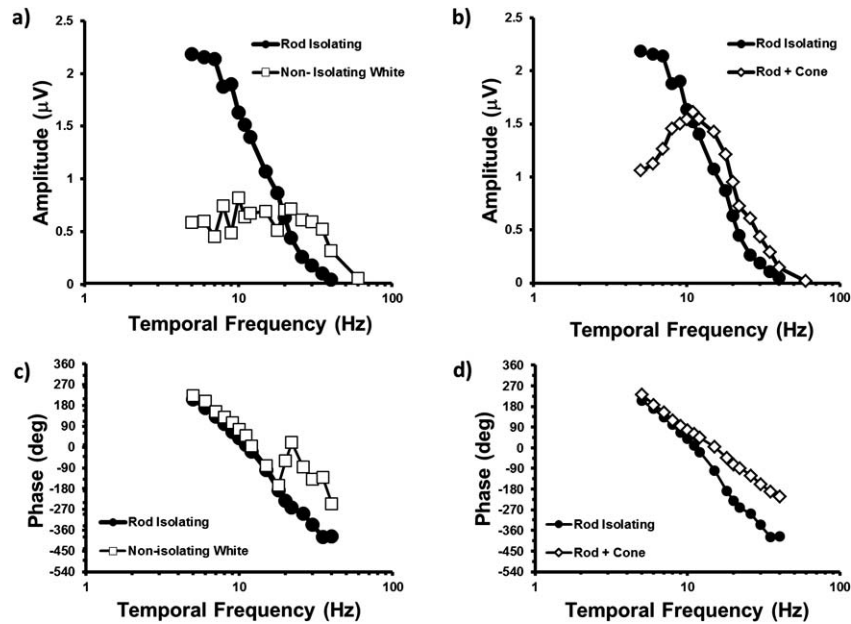 a)
2.5
2
1.5
1
0.5
0
Amplitude (µV)
Rod Isolating
Non- Isolating White
1
10
100
Temporal Frequency (Hz)
b)
2.5
2
1.5
1
0.5
0
Amplitude (µV)
Rod Isolating
Rod + Cone
1
10
100
Temporal Frequency (Hz)
c)
360
270
180
90
0
-90
-180
-270
-360
-450
-540
Phase (deg)
Rod Isolating
Non-isolating White
1
10
100
Temporal Frequency (Hz)
d)
360
270
180
90
0
-90
-180
-270
-360
-450
-540
Phase (deg)
Rod Isolating
Rod + Cone
1
10
100
Temporal Frequency (Hz)